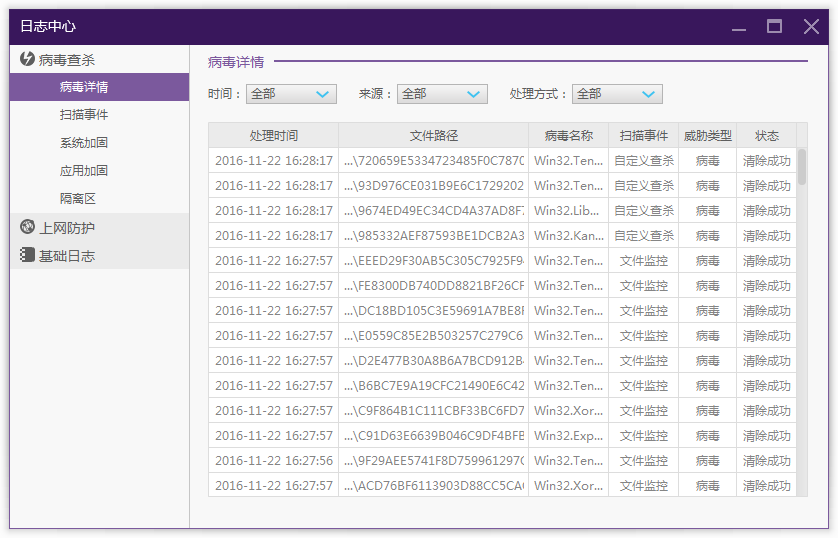 日志中心
病毒查杀
病毒详情
扫描事件
系统加固
应用加固
隔离区
上网防护
基础日志
病毒详情
时间： 全部 来源： 全部 处理方式： 全部
处理时间 文件路径 病毒名称 扫描事件 威胁类型 状态
2016-11-22 16:28:17 ...\720659E5334723485F0C7870 Win32.Ten... 自定义查杀 病毒 清除成功
2016-11-22 16:28:17 ...\93D976CE031B9E6C1729202 Win32.Ten... 自定义查杀 病毒 清除成功
2016-11-22 16:28:17 ...\9674ED49EC34CD4A37AD8F Win32.Lib... 自定义查杀 病毒 清除成功
2016-11-22 16:28:17 ...\985332AEF87593BE1DCB2A3 Win32.Kan... 自定义查杀 病毒 清除成功
2016-11-22 16:27:57 ...\EEED29F30AB5C305C7925F9 Win32.Ten... 文件监控 病毒 清除成功
2016-11-22 16:27:57 ...\FE8300DB740DD8821BF26CF Win32.Ten... 文件监控 病毒 清除成功
2016-11-22 16:27:57 ...\DC18BD105C3E59691A7BE8 Win32.Ten... 文件监控 病毒 清除成功
2016-11-22 16:27:57 ...\E0559C85E2B503257C279C6 Win32.Ten... 文件监控 病毒 清除成功
2016-11-22 16:27:57 ...\D2E477B30A8B6A7BCD912B Win32.Ten... 文件监控 病毒 清除成功
2016-11-22 16:27:57 ...\B6BC7E9A19CFC21490E6C42 Win32.Ten... 文件监控 病毒 清除成功
2016-11-22 16:27:57 ...\C9F864B1C111CBF33BC6FD7 Win32.Xor... 文件监控 病毒 清除成功
2016-11-22 16:27:57 ...\C91D63E6639B046C9DF4BFB Win32.Exp... 文件监控 病毒 清除成功
2016-11-22 16:27:56 ...\9F29AEE5741F8D759961297 Win32.Ten... 文件监控 病毒 清除成功
2016-11-22 16:27:57 ...\ACD76BF6113903D88CC5CA Win32.Xor... 文件监控 病毒 清除成功